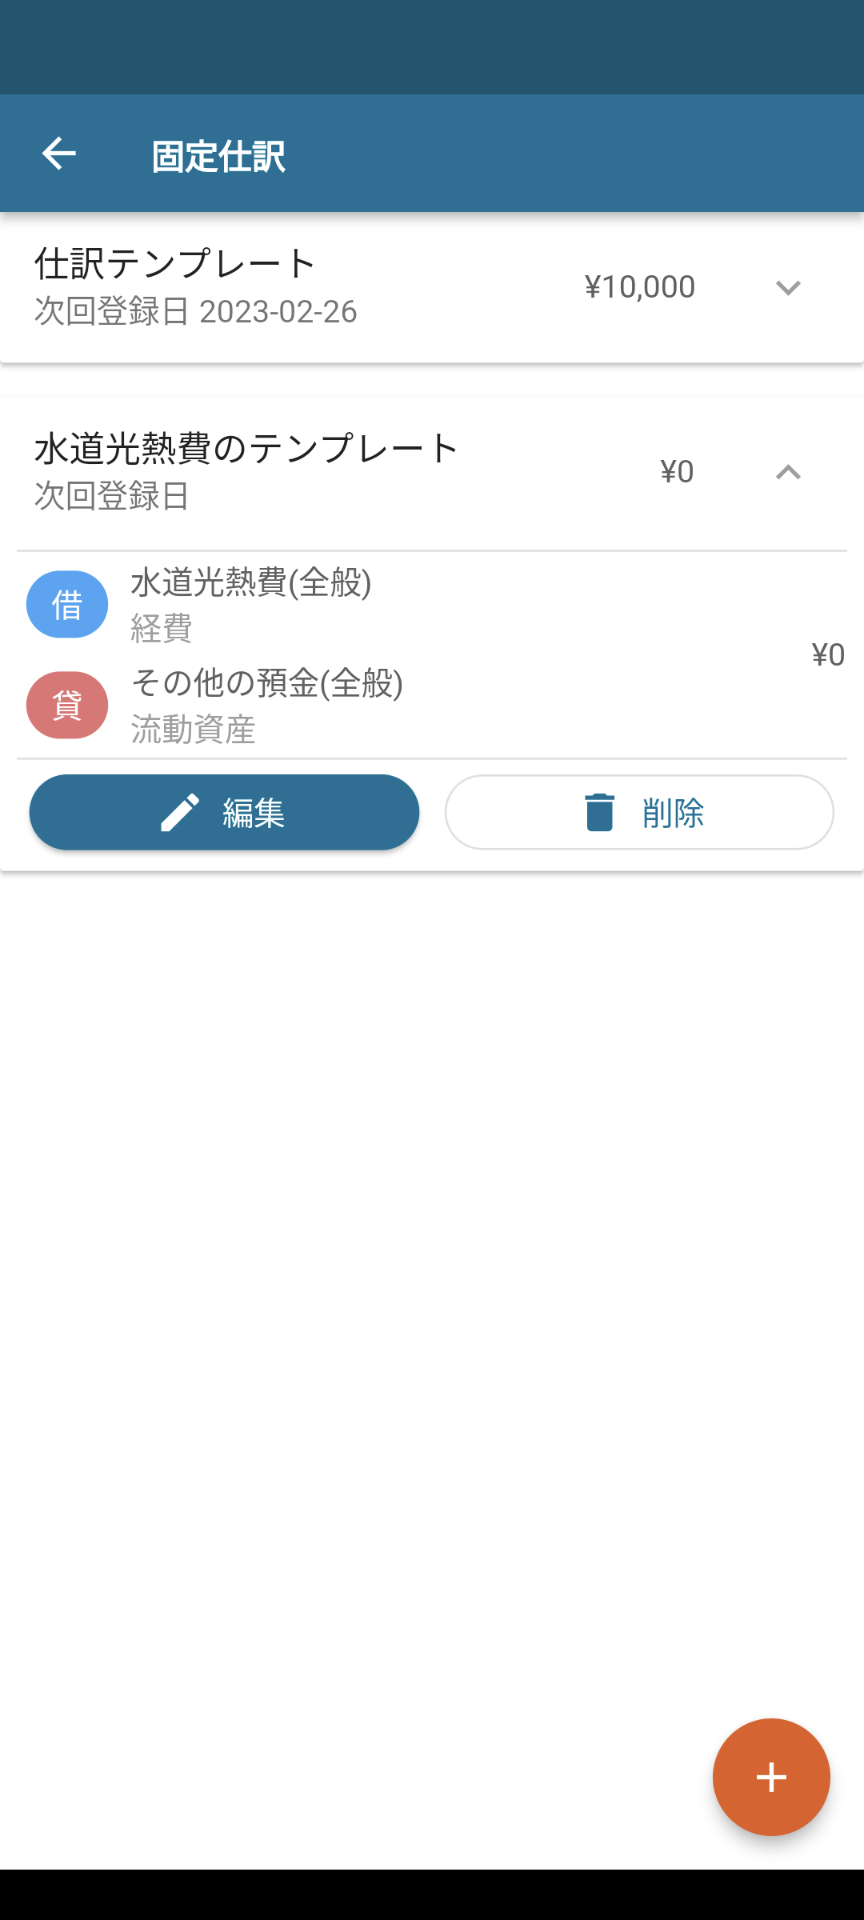 固定仕訳
仕訳テンプレート
次回登録日 2023-02-26
¥10,000
水道光熱費のテンプレート
次回登録日
¥0
借
水道光熱費(全般)
経費
貸
その他の預金(全般)
流動資産
¥0
編集
削除